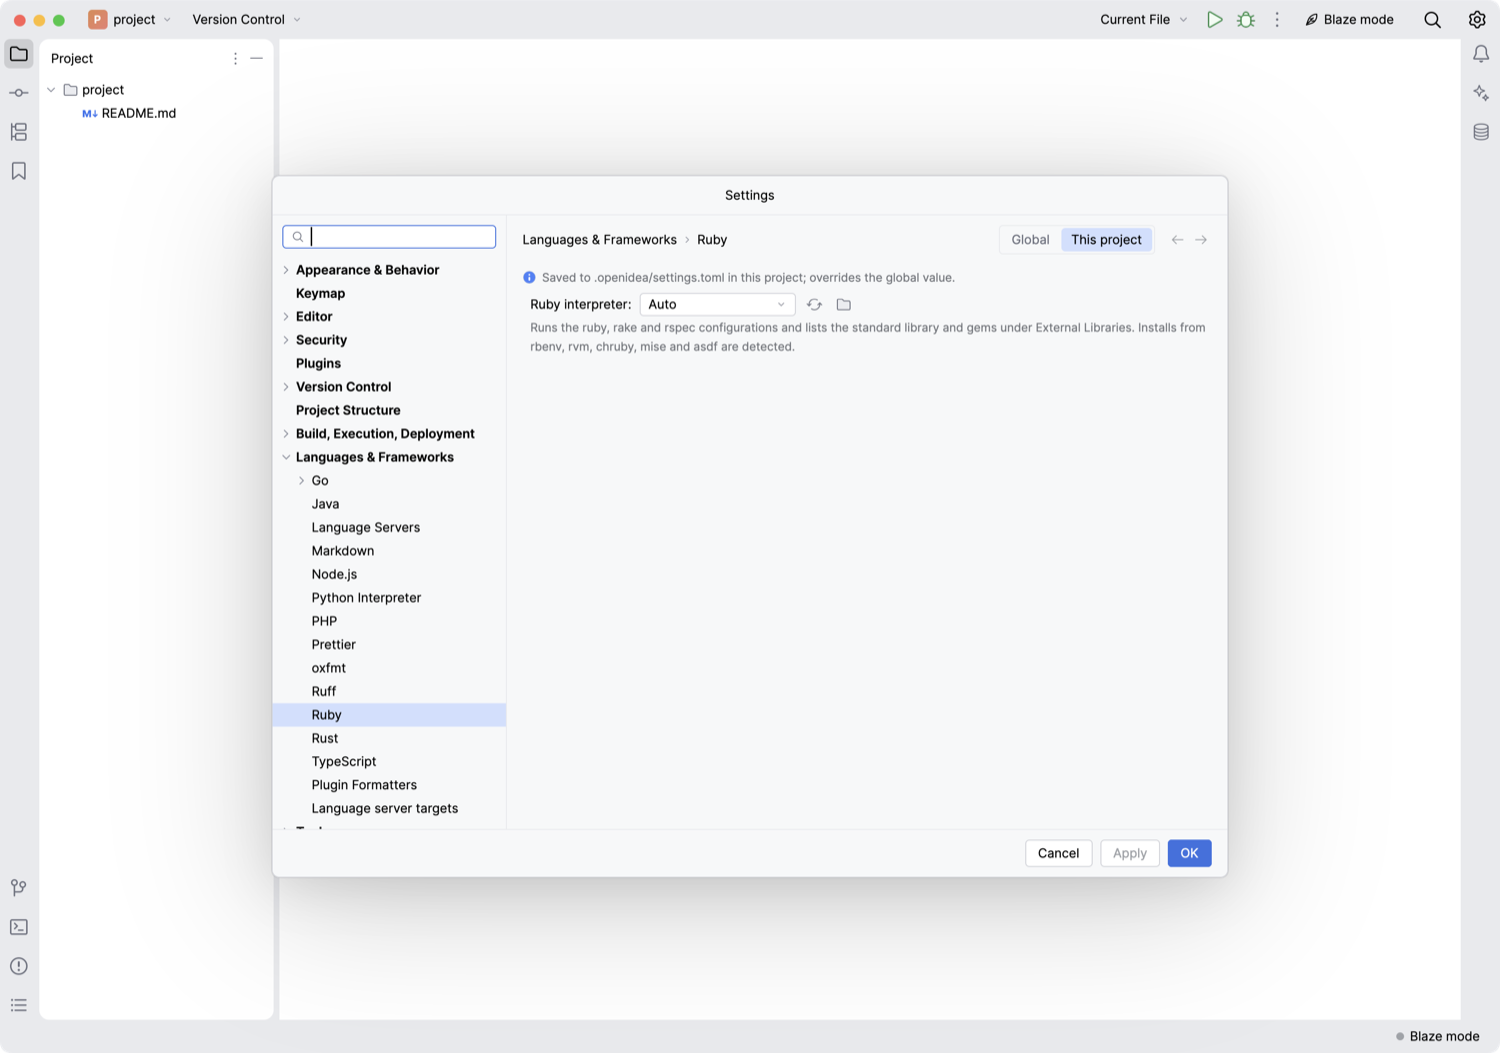 P project
Version Control
Current File
Blaze mode
Project
project
M↓ README.md
Settings
Appearance & Behavior
Keymap
Editor
Security
Plugins
Version Control
Project Structure
Build, Execution, Deployment
Languages & Frameworks
Go
Java
Language Servers
Markdown
Node.js
Python Interpreter
PHP
Prettier
oxfmt
Ruff
Ruby
Rust
TypeScript
Plugin Formatters
Language server targets
Languages & Frameworks › Ruby
Global
This project
Saved to .openidea/settings.toml in this project; overrides the global value.
Ruby interpreter: Auto
Runs the ruby, rake and rspec configurations and lists the standard library and gems under External Libraries. Installs from
rbenv, rvm, chruby, mise and asdf are detected.
Cancel
Apply
OK
Blaze mode